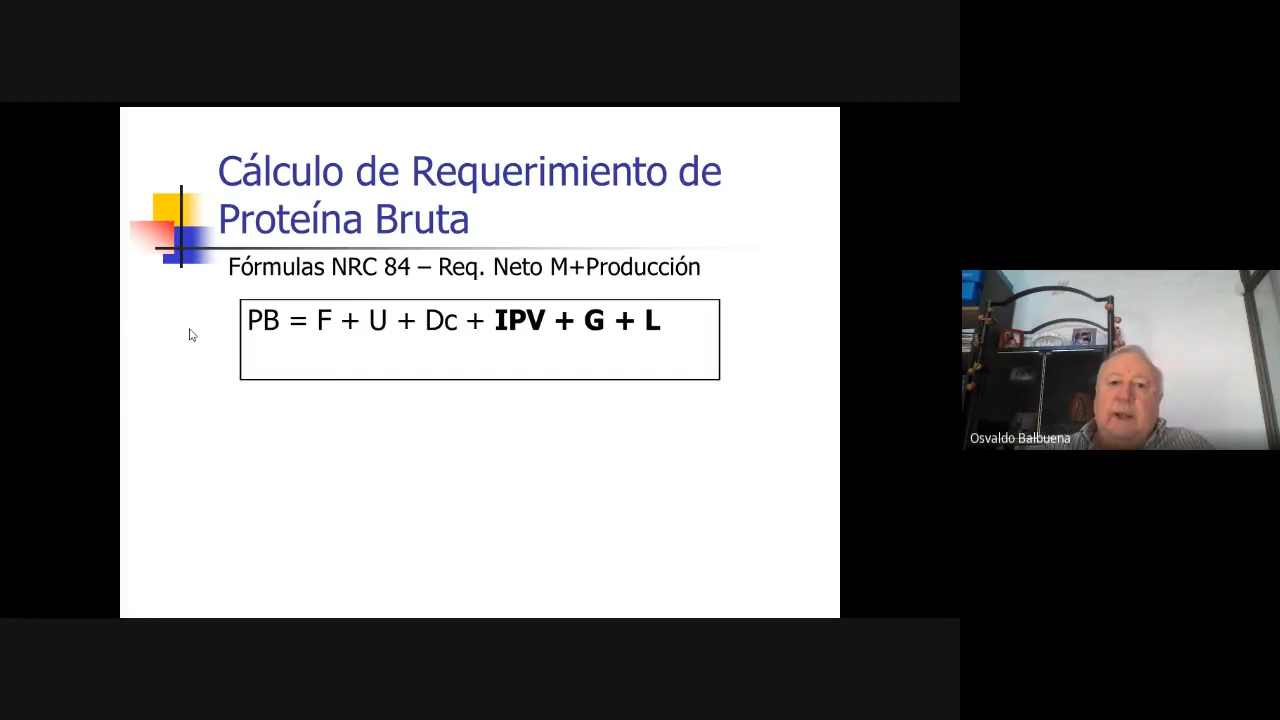 Cálculo de Requerimiento de
Proteína Bruta
Fórmulas NRC 84 – Req. Neto M+Producción
PB = F + U + Dc + IPV + G + L
Osvaldo Balbuena